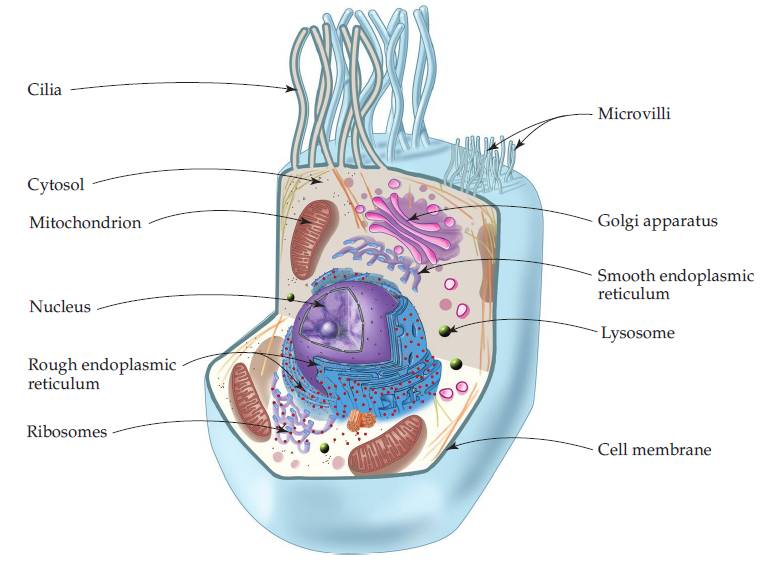 Cilia
Microvilli
Cytosol
Mitochondrion
Golgi apparatus
Smooth endoplasmic
reticulum
Nucleus
Lysosome
Rough endoplasmic
reticulum
Ribosomes
Cell membrane